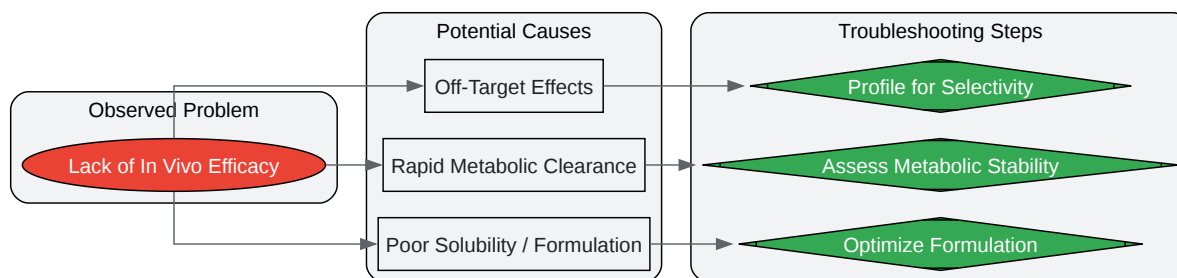 Potential Causes
Troubleshooting Steps
Off-Target Effects
Profile for Selectivity
Observed Problem
Lack of In Vivo Efficacy
Rapid Metabolic Clearance
Assess Metabolic Stability
Poor Solubility / Formulation
Optimize Formulation